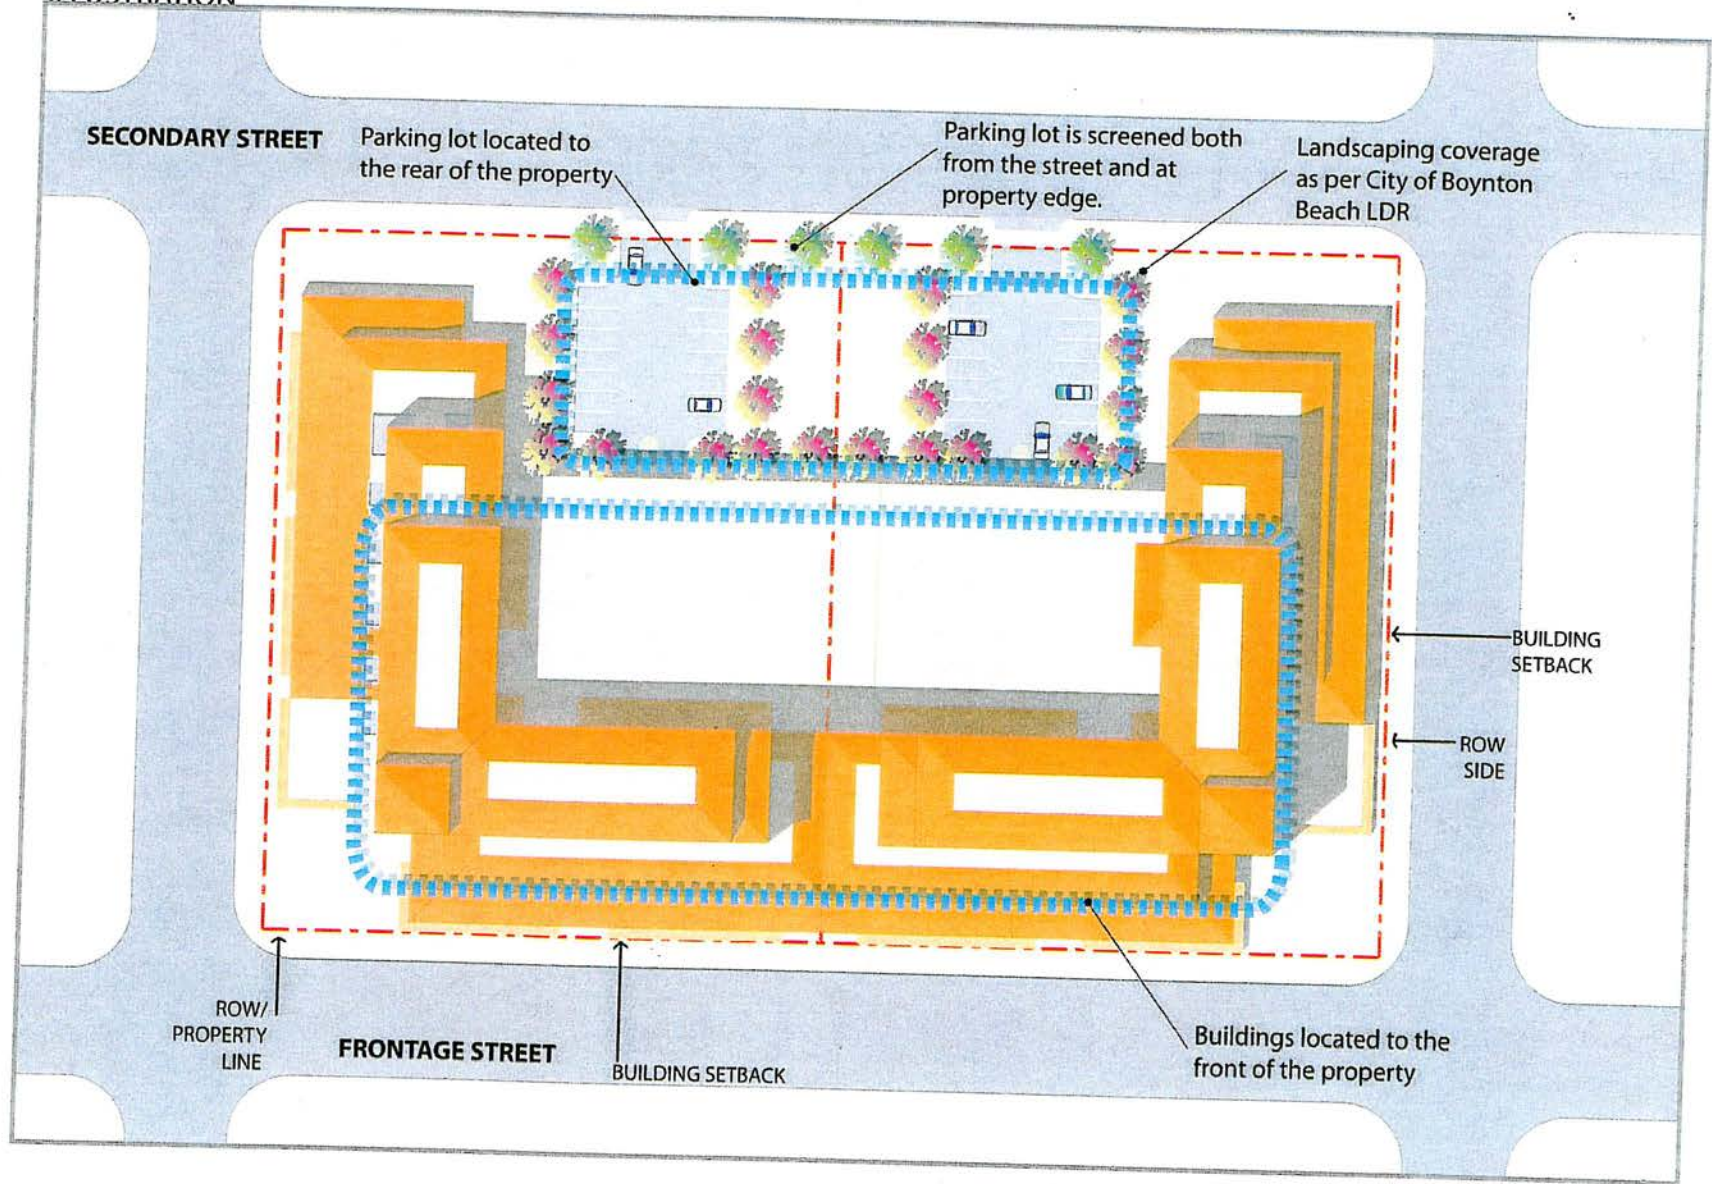 SECONDARY STREET
Parking lot located to
the rear of the property
Parking lot is screened both
from the street and at
property edge.
Landscaping coverage
as per City of Boynton
Beach LDR
BUILDING
SETBACK
ROW
SIDE
ROW/
PROPERTY
LINE
FRONTAGE STREET
BUILDING SETBACK
Buildings located to the
front of the property